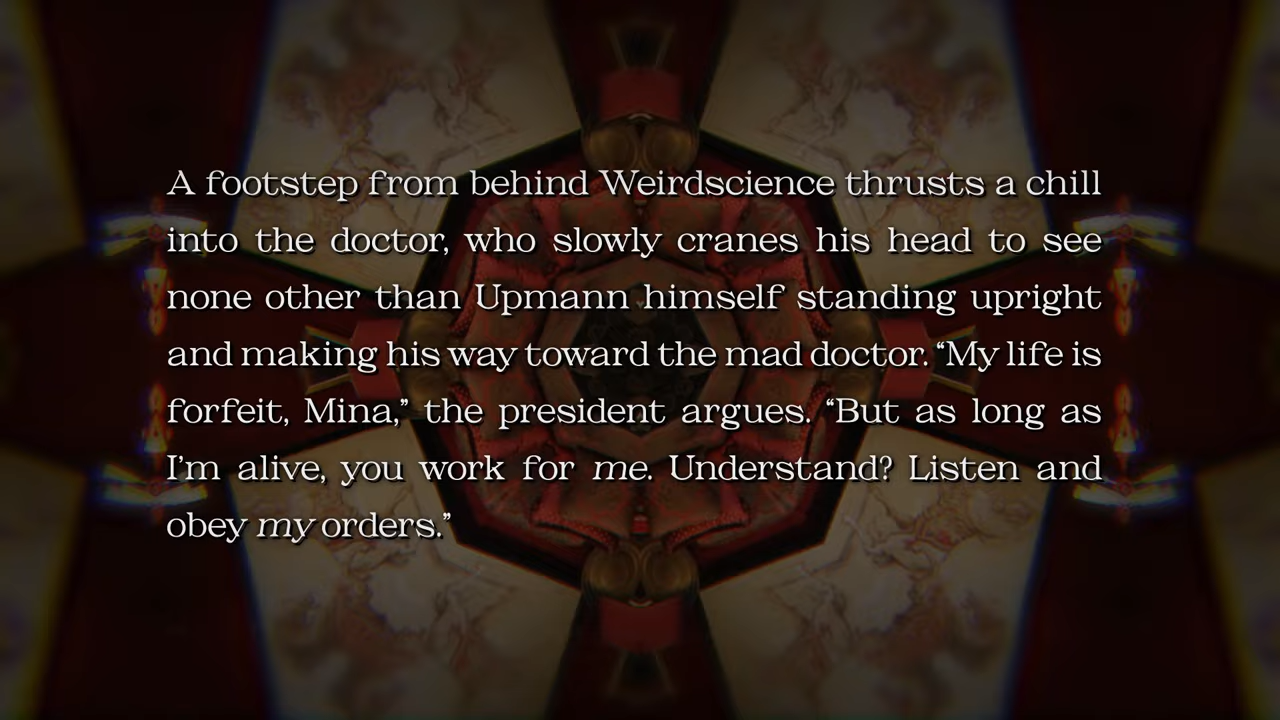 A footstep from behind Weirdscience thrusts a chill
into the doctor, who slowly cranes his head to see
none other than Upmann himself standing upright
and making his way toward the mad doctor. “My life is
forfeit, Mina,” the president argues. “But as long as
I’m alive, you work for me. Understand? Listen and
obey my orders.”